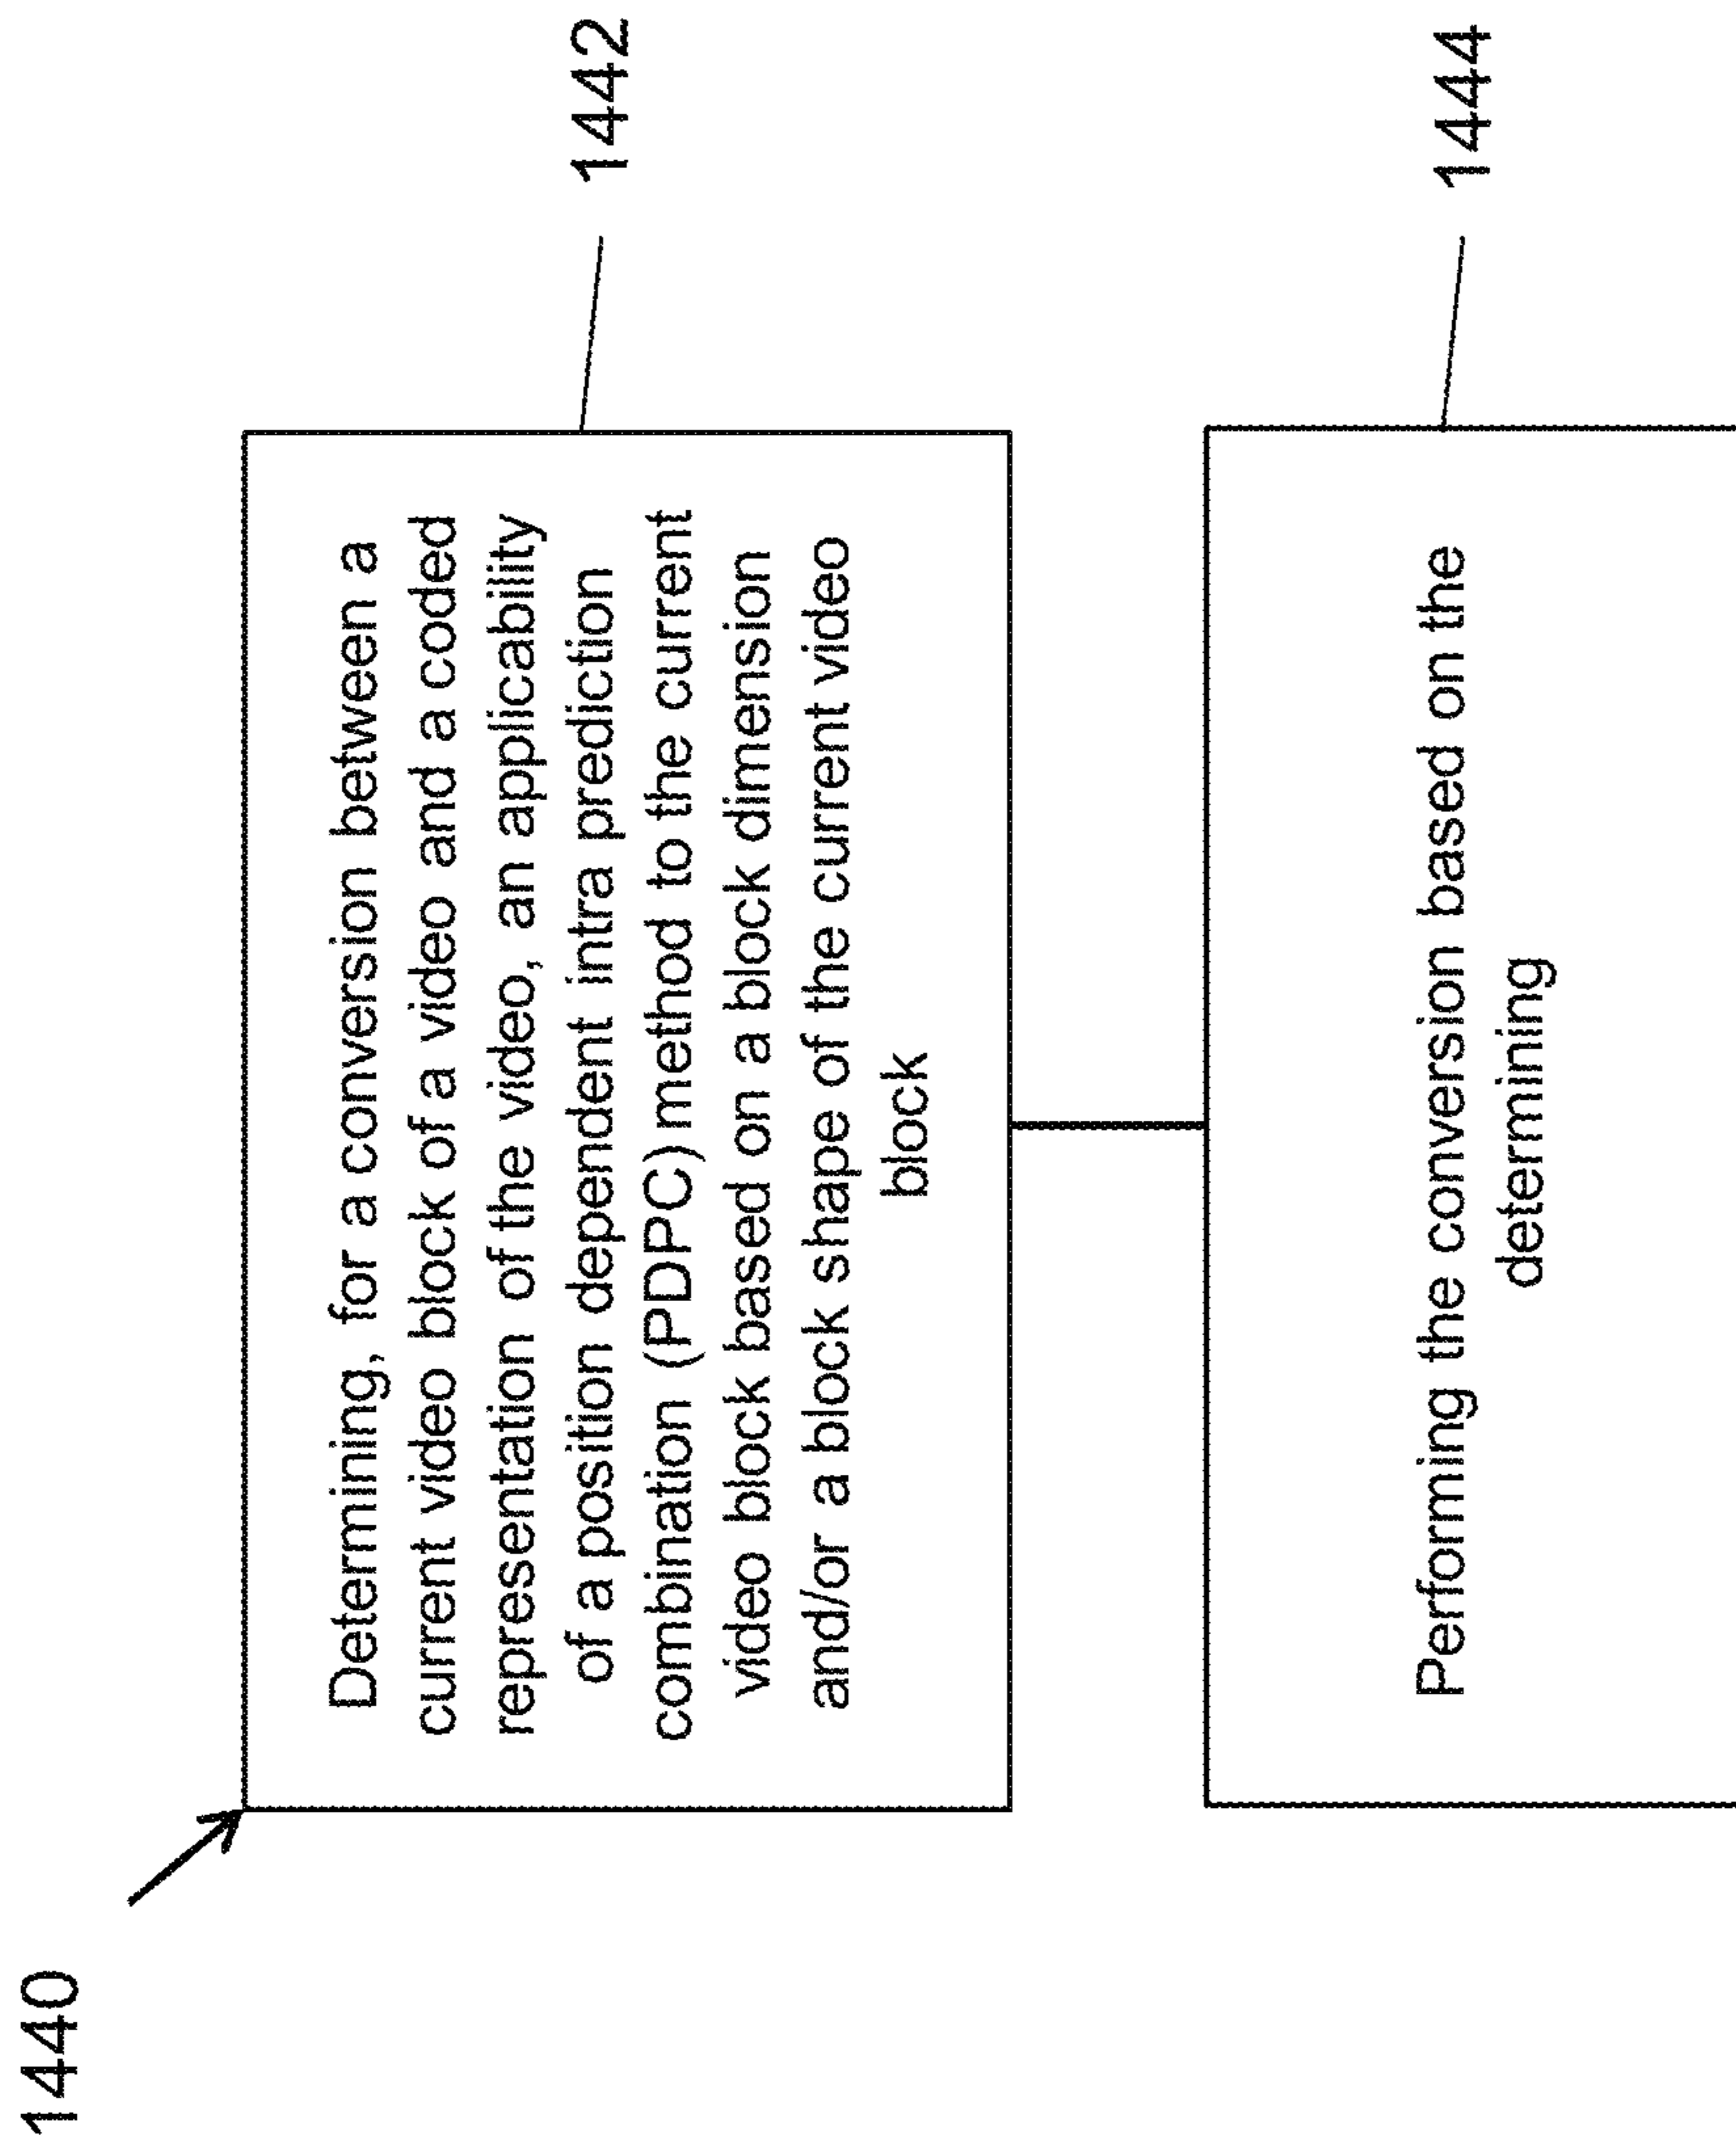 1440
Determining, for a conversion between a
current video block of a video and a coded
representation of the video, an applicability
of a position dependent intra prediction
combination (PDPC) method to the current
video block based on a block dimension
and/or a block shape of the current video
block
1442
Performing the conversion based on the
determining
1444